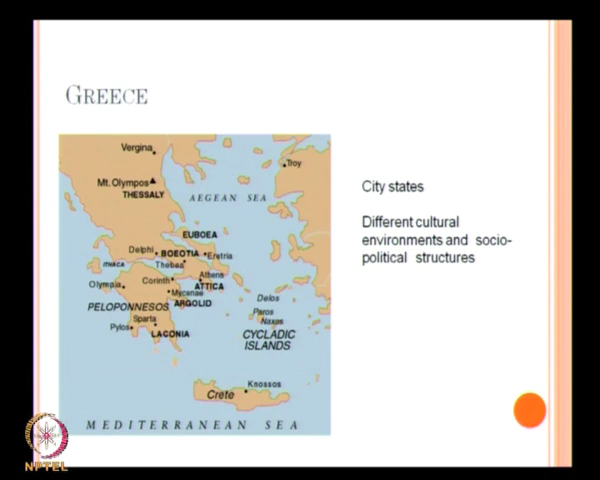 GREECE
Vergina
Troy
Mt. Olympos
THESSALY
AEGEAN SEA
EUBOEA
Delphi
BOEOTIA
Eretria
ITHACA
Thebes
Athens
Olympia
Corinth
ATTICA
Mycenae
Delos
PELOPONNESOS
ARGOLID
Paros
Naxos
Sparta
Pylos
LACONIA
CYCLADIC
ISLANDS
Knossos
Crete
MEDITERRANEAN SEA
City states
Different cultural
environments and socio-
political structures
NPTEL